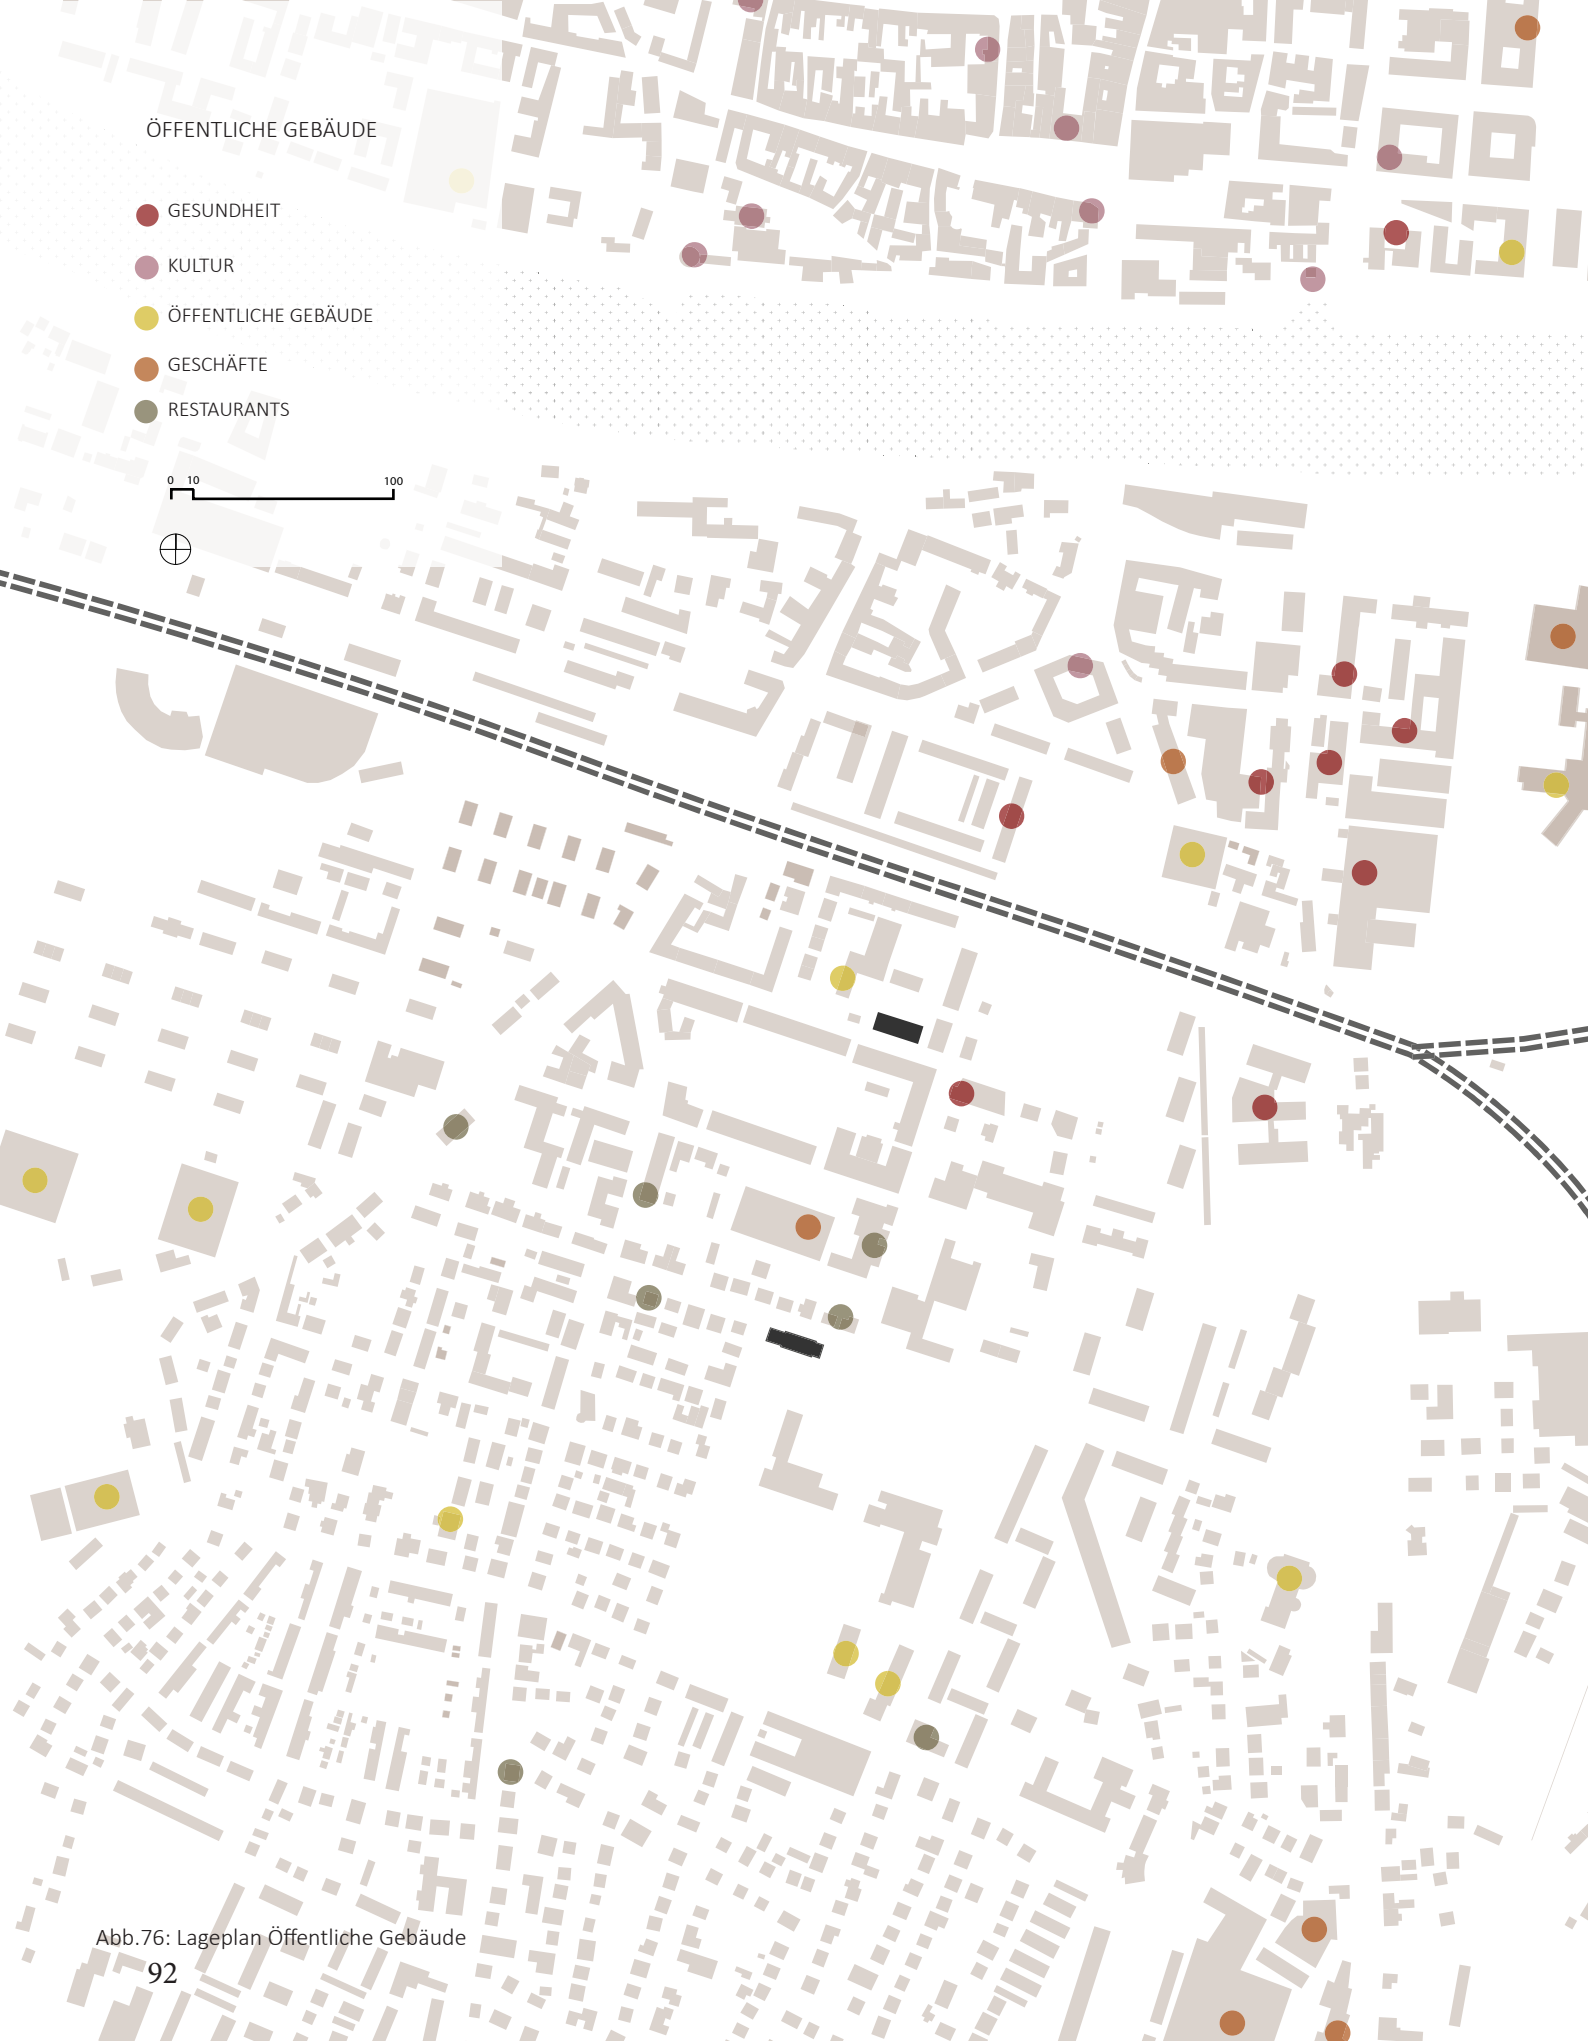 ÖFFENTLICHE GEBÄUDE
GESUNDHEIT
KULTUR
ÖFFENTLICHE GEBÄUDE
GESCHÄFTE
RESTAURANTS
0 10 100
Abb.76: Lageplan Öffentliche Gebäude
92